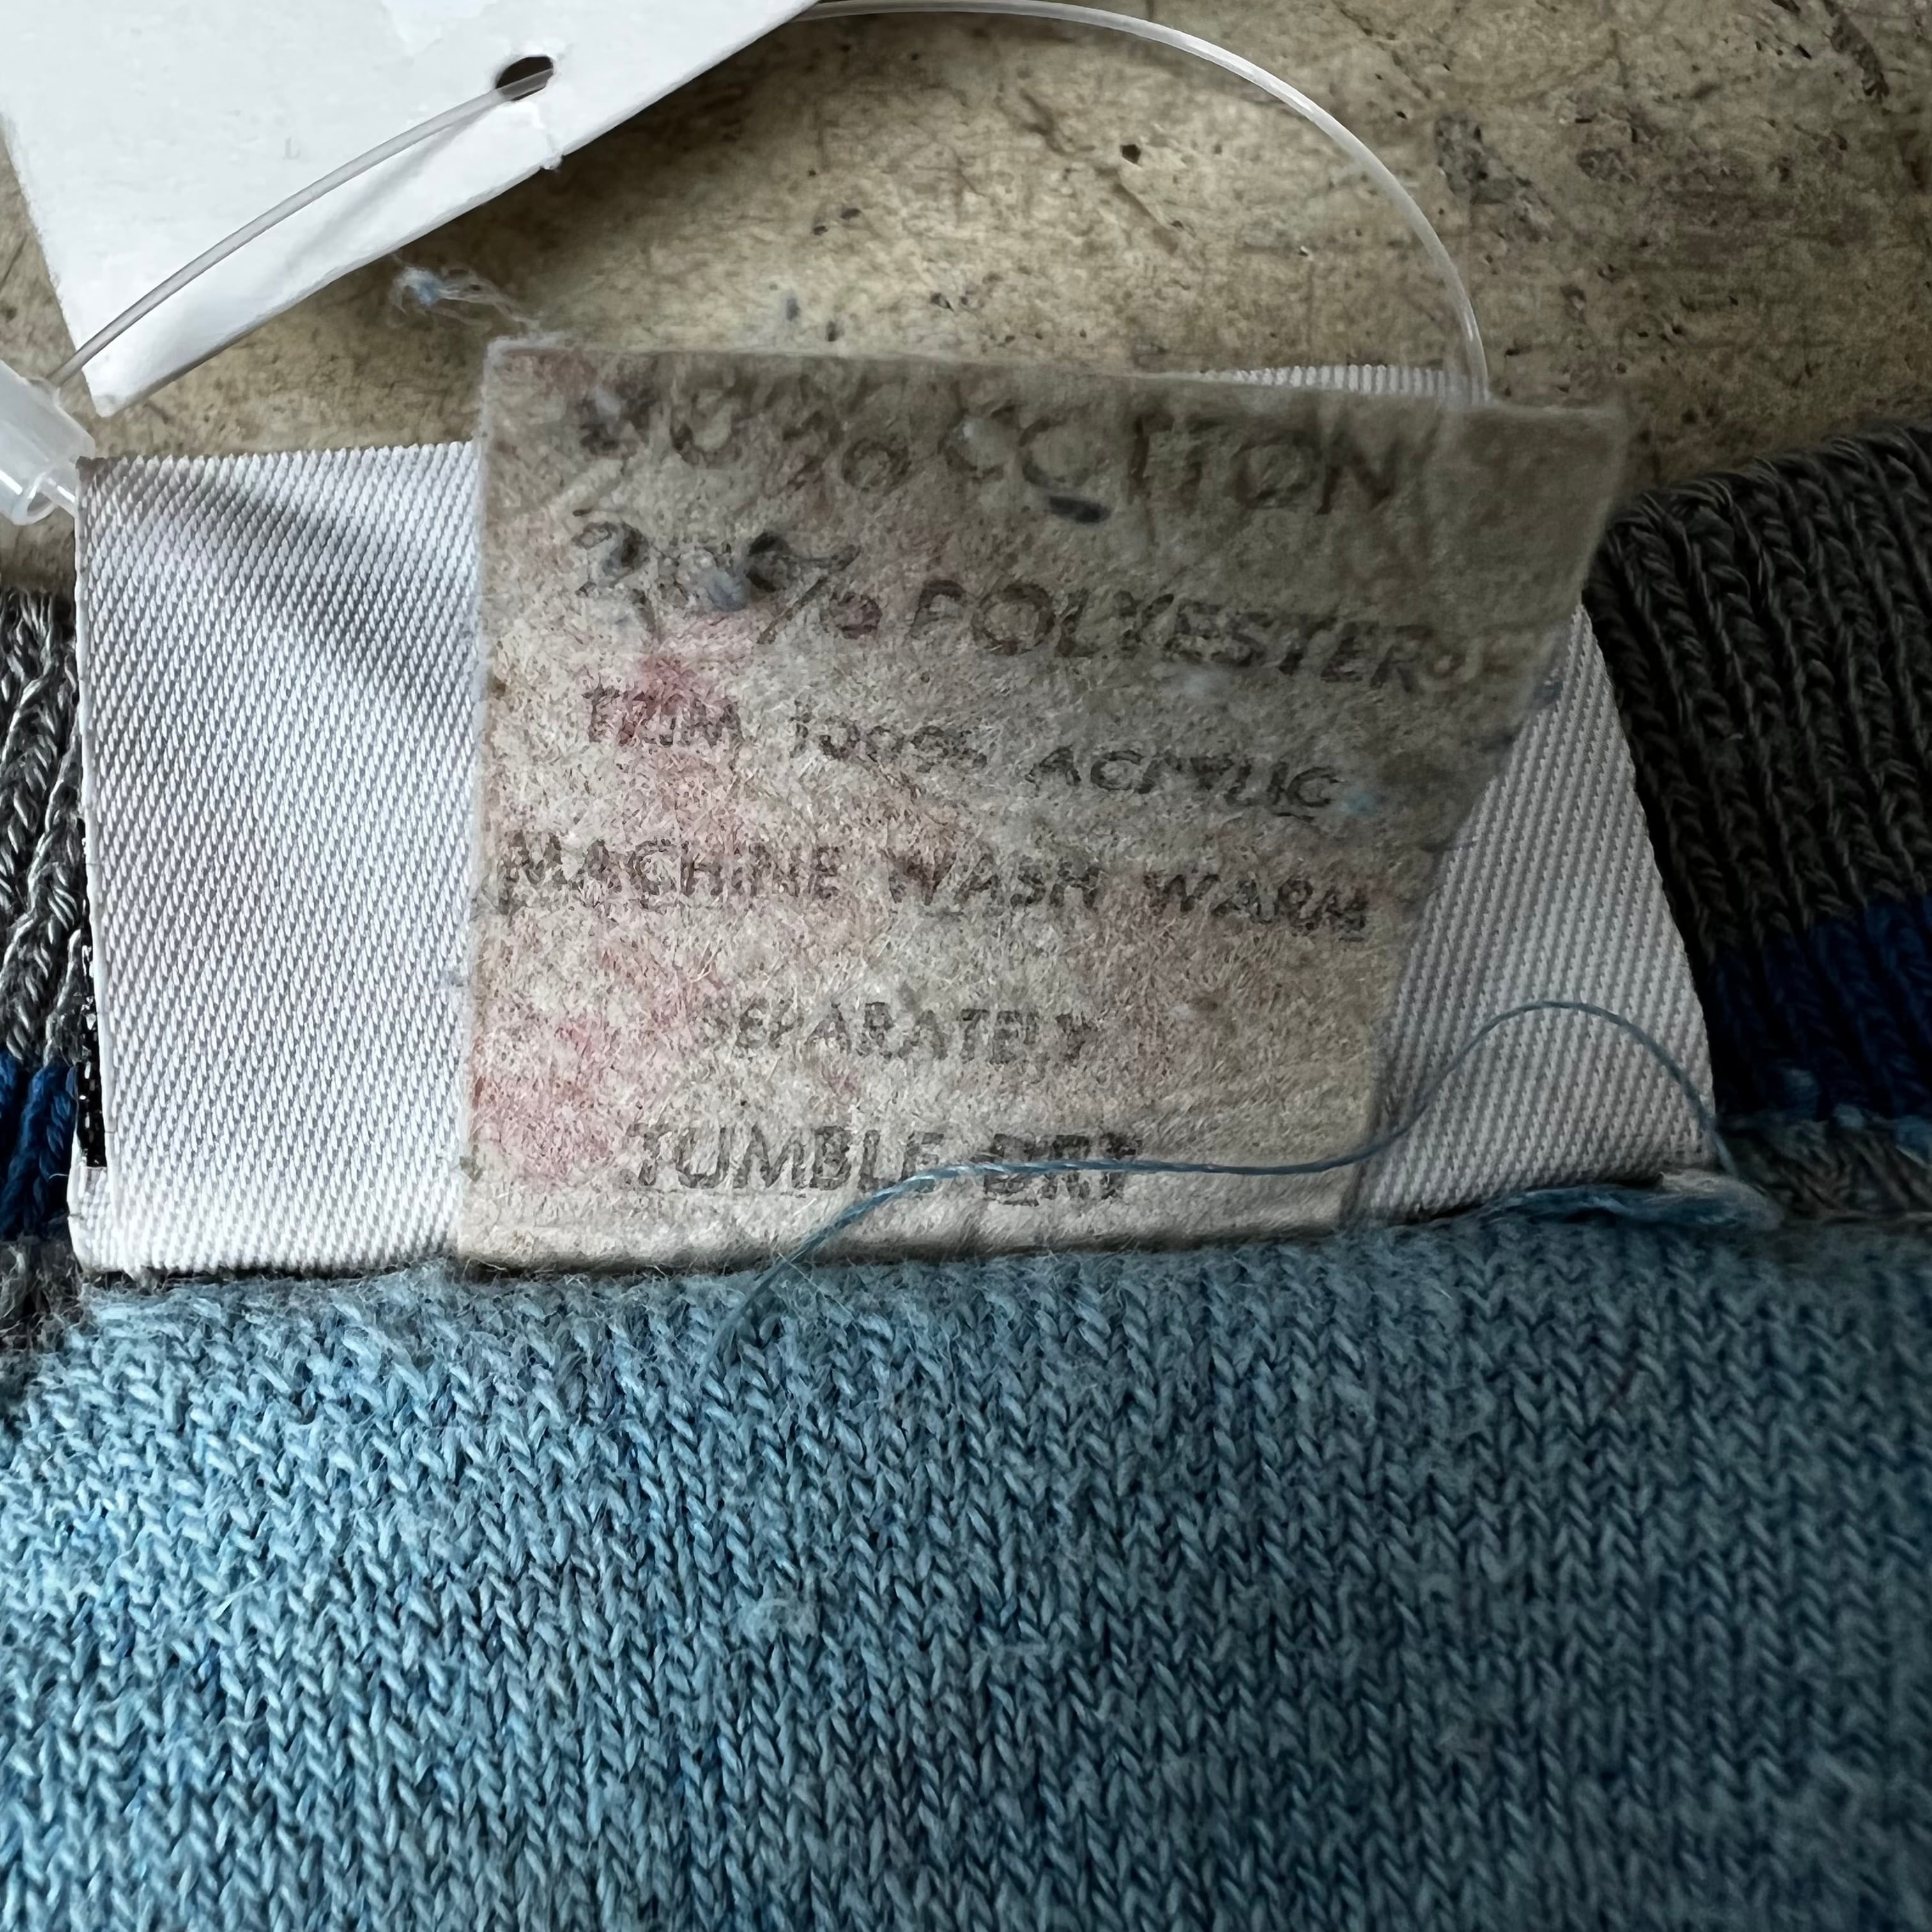 % COTTON
% POLYESTER
TRIM 100% ACRYLIC
MACHINE WASH WARM
SEPARATELY
TUMBLE DRY